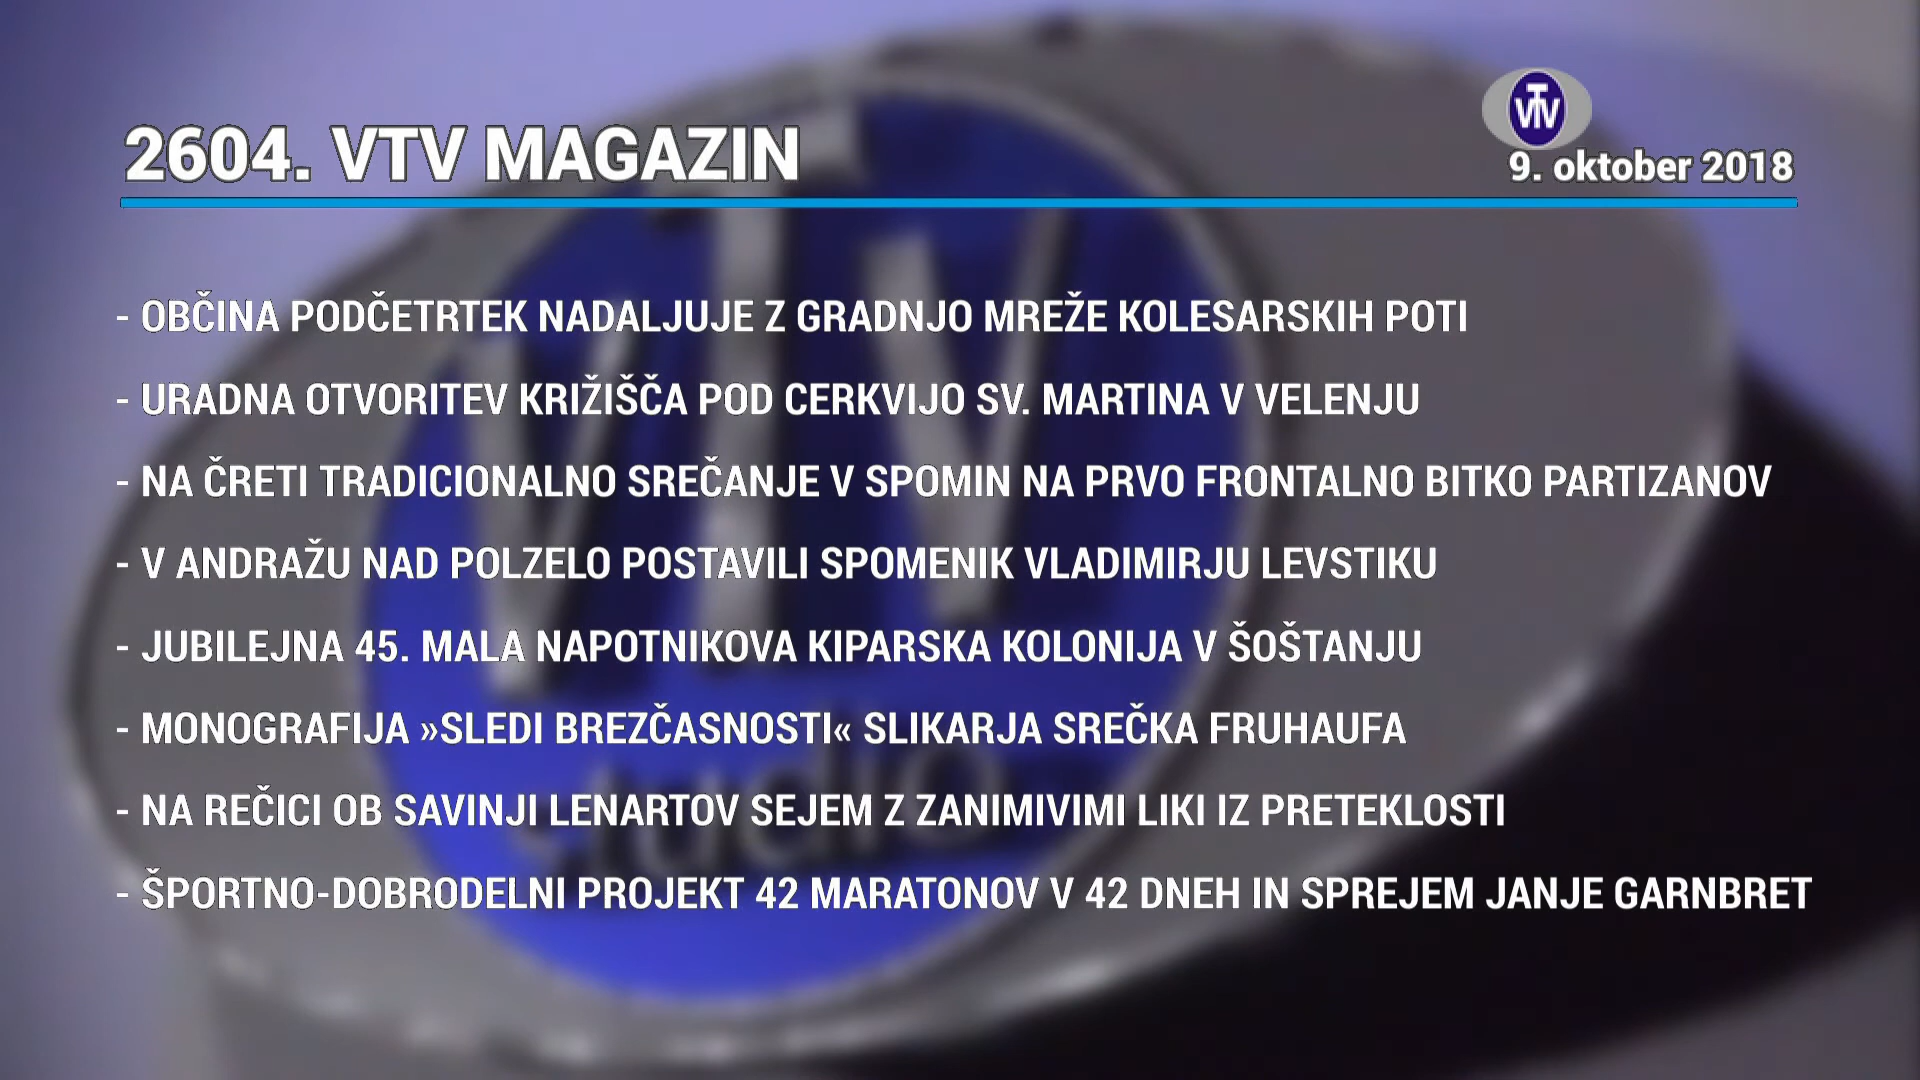 VTV
2604. VTV MAGAZIN
9. oktober 2018
- OBČINA PODČETRTEK NADALJUJE Z GRADNJO MREŽE KOLESARSKIH POTI
- URADNA OTVORITEV KRIŽIŠČA POD CERKVIJO SV. MARTINA V VELENJU
- NA ČRETI TRADICIONALNO SREČANJE V SPOMIN NA PRVO FRONTALNO BITKO PARTIZANOV
- V ANDRAŽU NAD POLZELO POSTAVILI SPOMENIK VLADIMIRJU LEVSTIKU
- JUBILEJNA 45. MALA NAPOTNIKOVA KIPARSKA KOLONIJA V ŠOŠTANJU
- MONOGRAFIJA »SLEDI BREZČASNOSTI« SLIKARJA SREČKA FRUHAUFA
- NA REČICI OB SAVINJI LENARTOV SEJEM Z ZANIMIVIMI LIKI IZ PRETEKLOSTI
- ŠPORTNO-DOBRODELNI PROJEKT 42 MARATONOV V 42 DNEH IN SPREJEM JANJE GARNBRET
VTV
studio